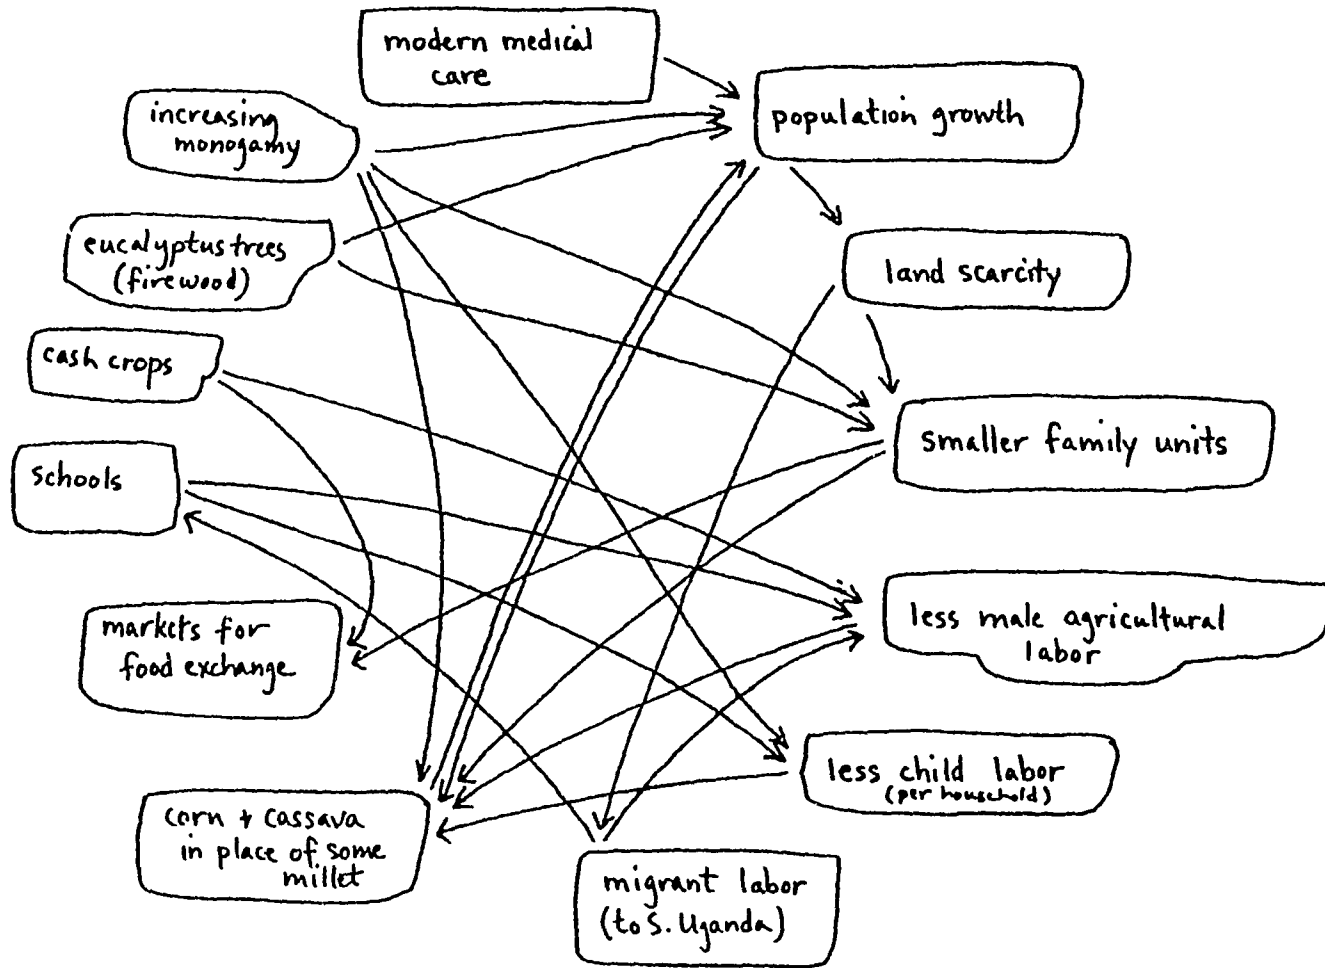 modern medical
care
increasing
monogamy
population growth
eucalyptus trees
(firewood)
land scarcity
cash crops
smaller family units
schools
less male agricultural
labor
markets for
food exchange
less child labor
(per household)
corn + cassava
in place of some
millet
migrant labor
(to S. Uganda)